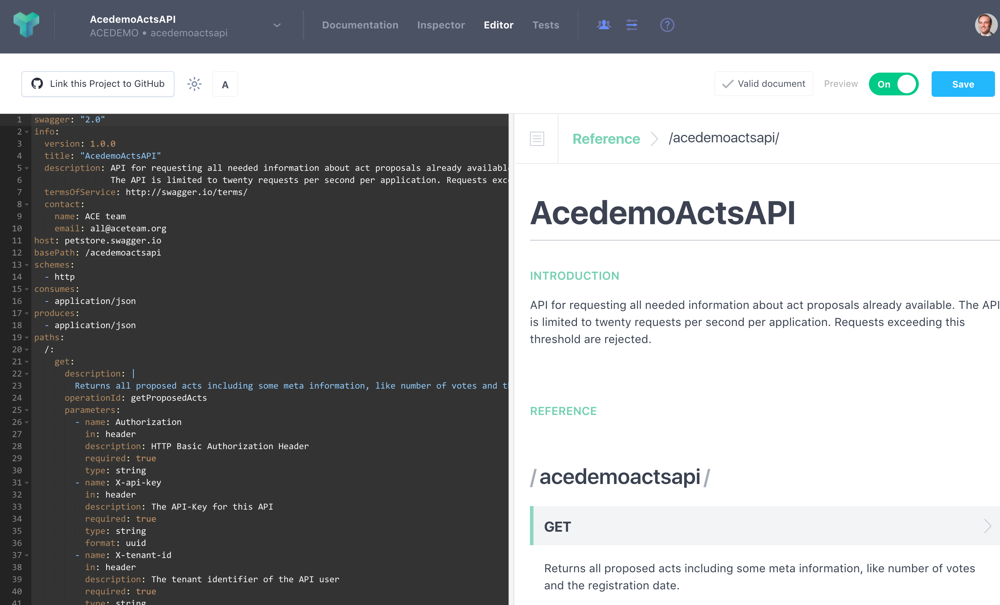 AcedemoActsAPI
ACEDEMO • acedemoactsapi
Documentation Inspector Editor Tests
?
Link this Project to GitHub
A
Valid document
Preview
On
Save
1 swagger: "2.0"
2 info:
3 version: 1.0.0
4 title: "AcedemoActsAPI"
5 description: API for requesting all needed information about act proposals already available
6 The API is limited to twenty requests per second per application. Requests exc
7 termsOfService: http://swagger.io/terms/
8 contact:
9 name: ACE team
10 email: all@aceteam.org
11 host: petstore.swagger.io
12 basePath: /acedemoactsapi
13 schemes:
14 - http
15 consumes:
16 - application/json
17 produces:
18 - application/json
19 paths:
20 /:
21 get:
22 description: |
23 Returns all proposed acts including some meta information, like number of votes and t
24 operationId: getProposedActs
25 parameters:
26 - name: Authorization
27 in: header
28 description: HTTP Basic Authorization Header
29 required: true
30 type: string
31 - name: X-api-key
32 in: header
33 description: The API-Key for this API
34 required: true
35 type: string
36 format: uuid
37 - name: X-tenant-id
38 in: header
39 description: The tenant identifier of the API user
40 required: true
41 type: string
Reference
/acedemoactsapi/
AcedemoActsAPI
INTRODUCTION
API for requesting all needed information about act proposals already available. The API
is limited to twenty requests per second per application. Requests exceeding this
threshold are rejected.
REFERENCE
/acedemoactsapi/
GET
Returns all proposed acts including some meta information, like number of votes
and the registration date.